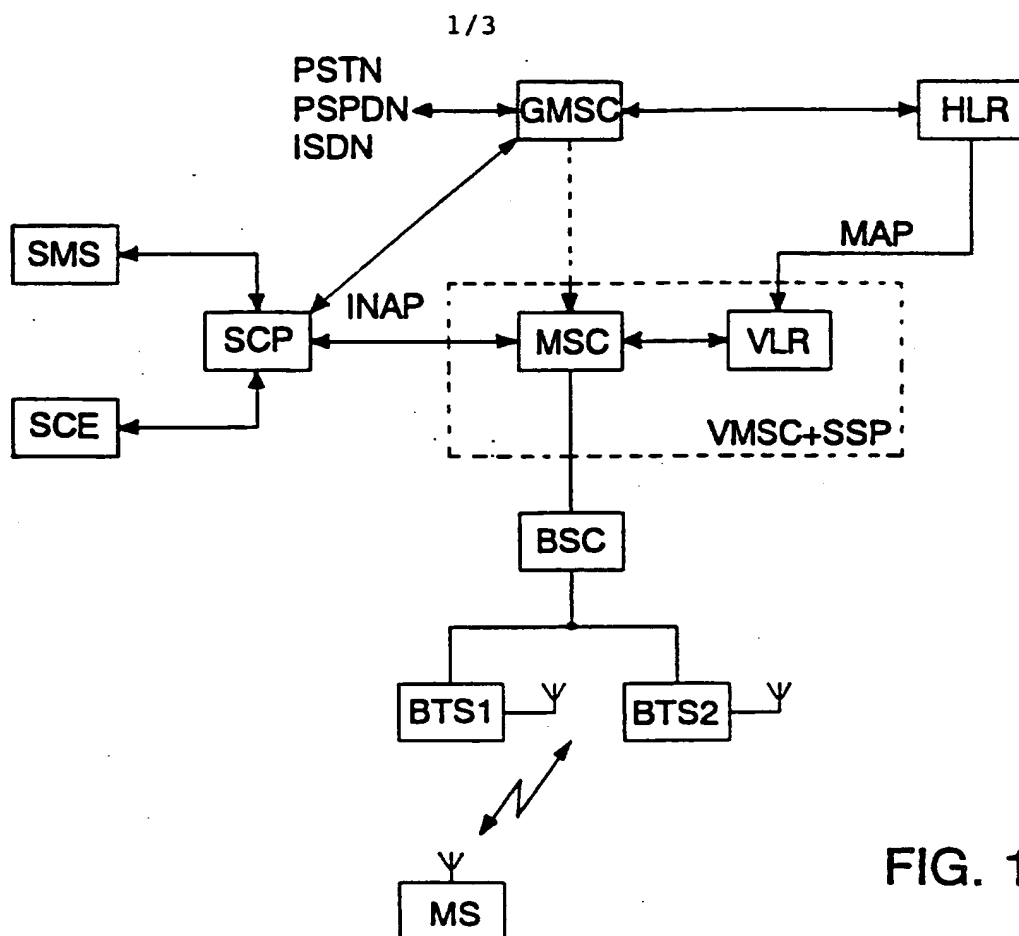 1/3
PSTN
PSPDN
ISDN
GMSC
HLR
MAP
SMS
INAP
SCP
MSC
VLR
SCE
VMSC+SSP
BSC
BTS1
BTS2
MS
FIG. 1